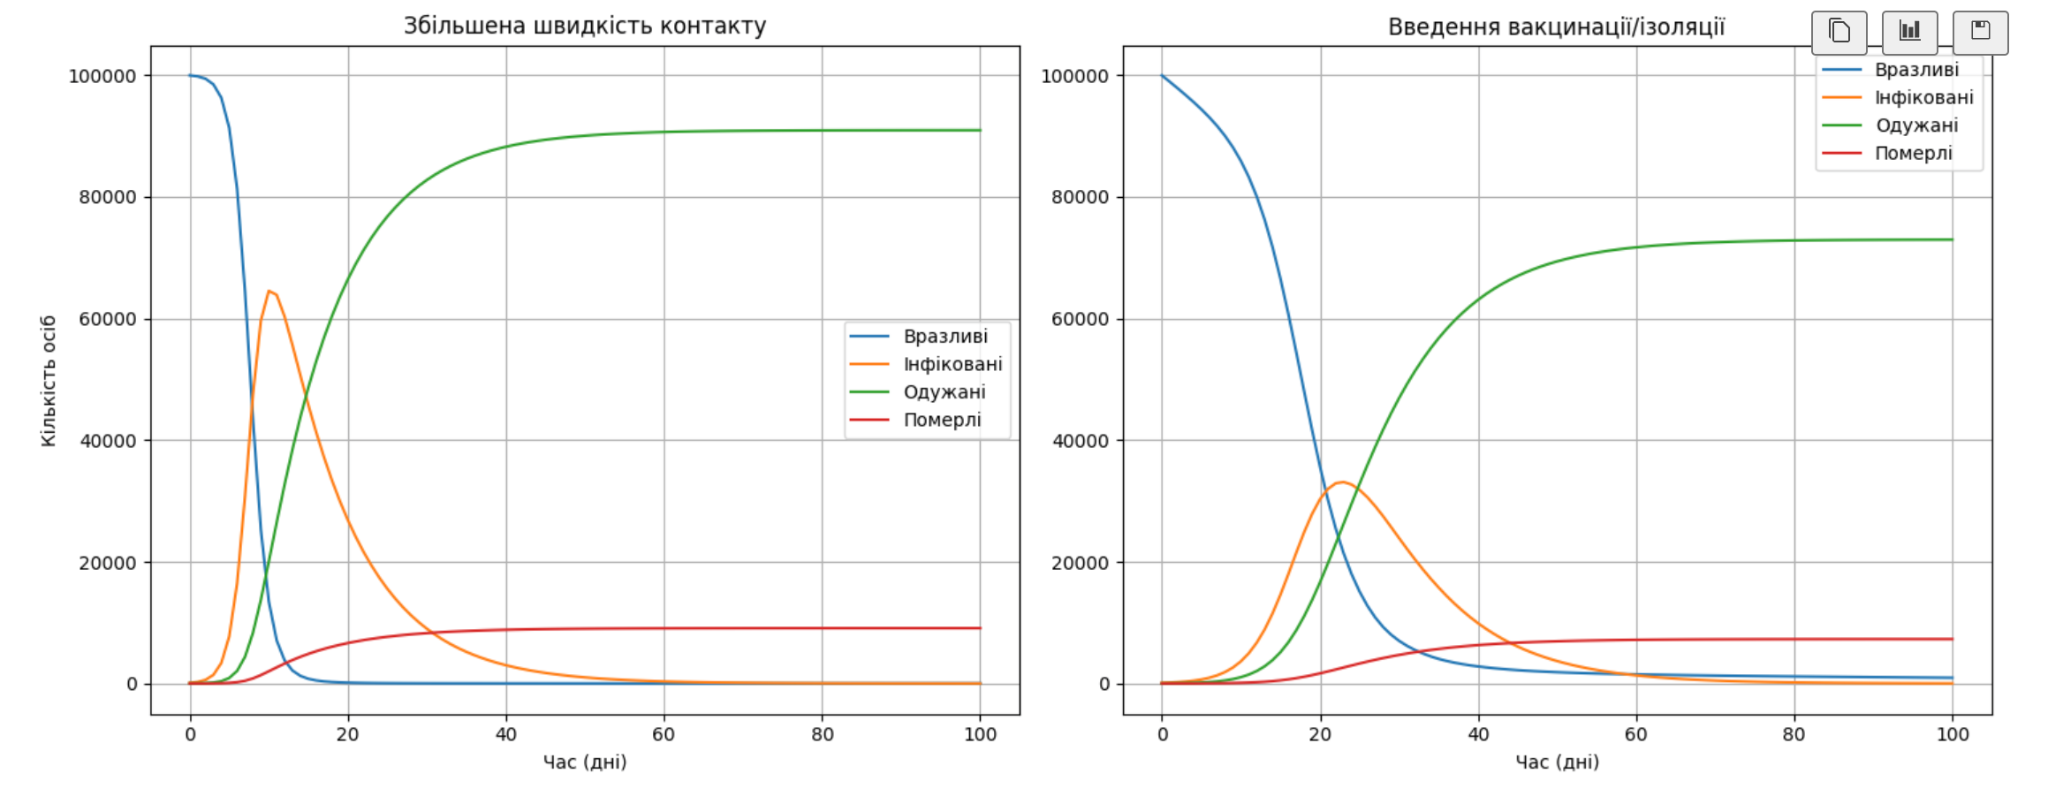 Збільшена швидкість контакту
100000
80000
60000
40000
20000
0
Кількість осіб
Вразливі
Інфіковані
Одужані
Померлі
0 20 40 60 80 100
Час (дні)
Введення вакцинації/ізоляції
100000
80000
60000
40000
20000
0
Вразливі
Інфіковані
Одужані
Померлі
0 20 40 60 80 100
Час (дні)